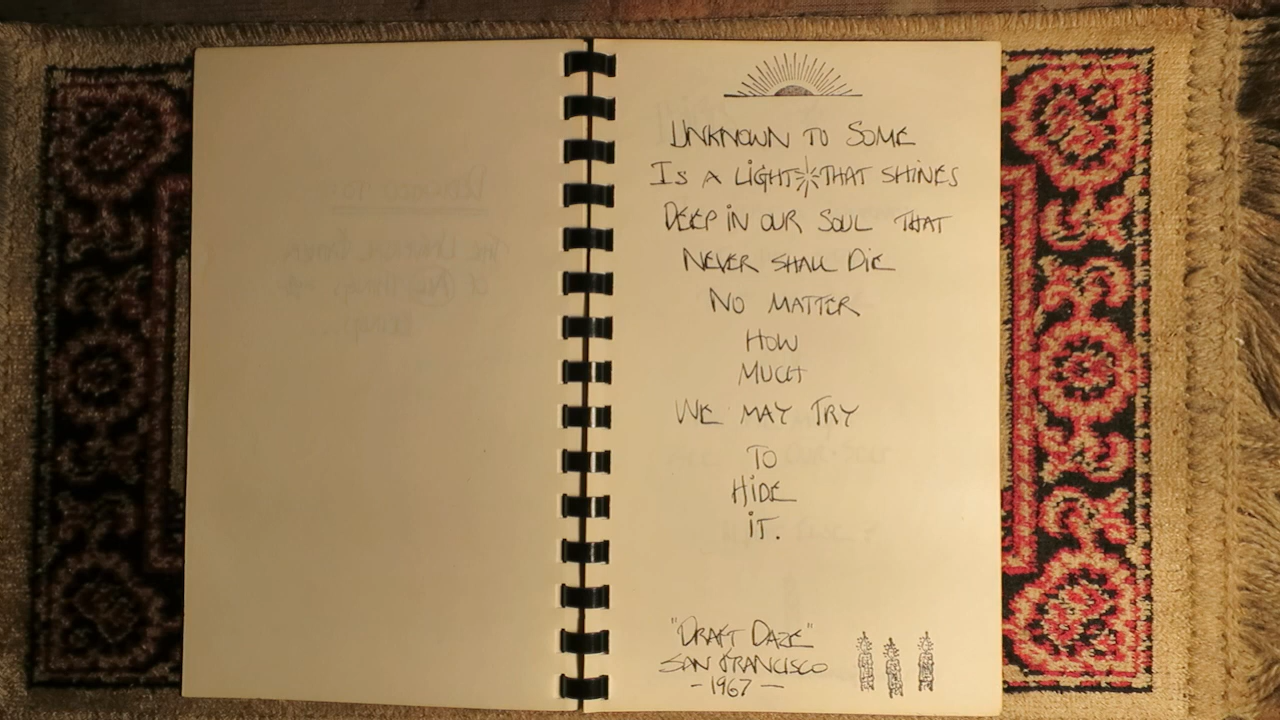 UNKNOWN TO SOME
IS A LIGHT THAT SHINES
DEEP IN OUR SOUL THAT
NEVER SHALL DIE
NO MATTER
HOW
MUCH
WE MAY TRY
TO
HIDE
IT.
"DRAFT DAZE"
SAN FRANCISCO
-1967-